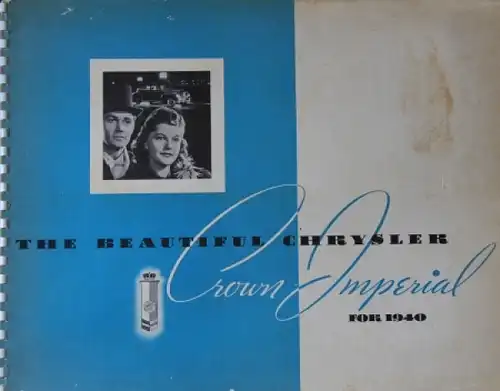 THE BEAUTIFUL CHRYSLER
Crown Imperial
FOR 1940